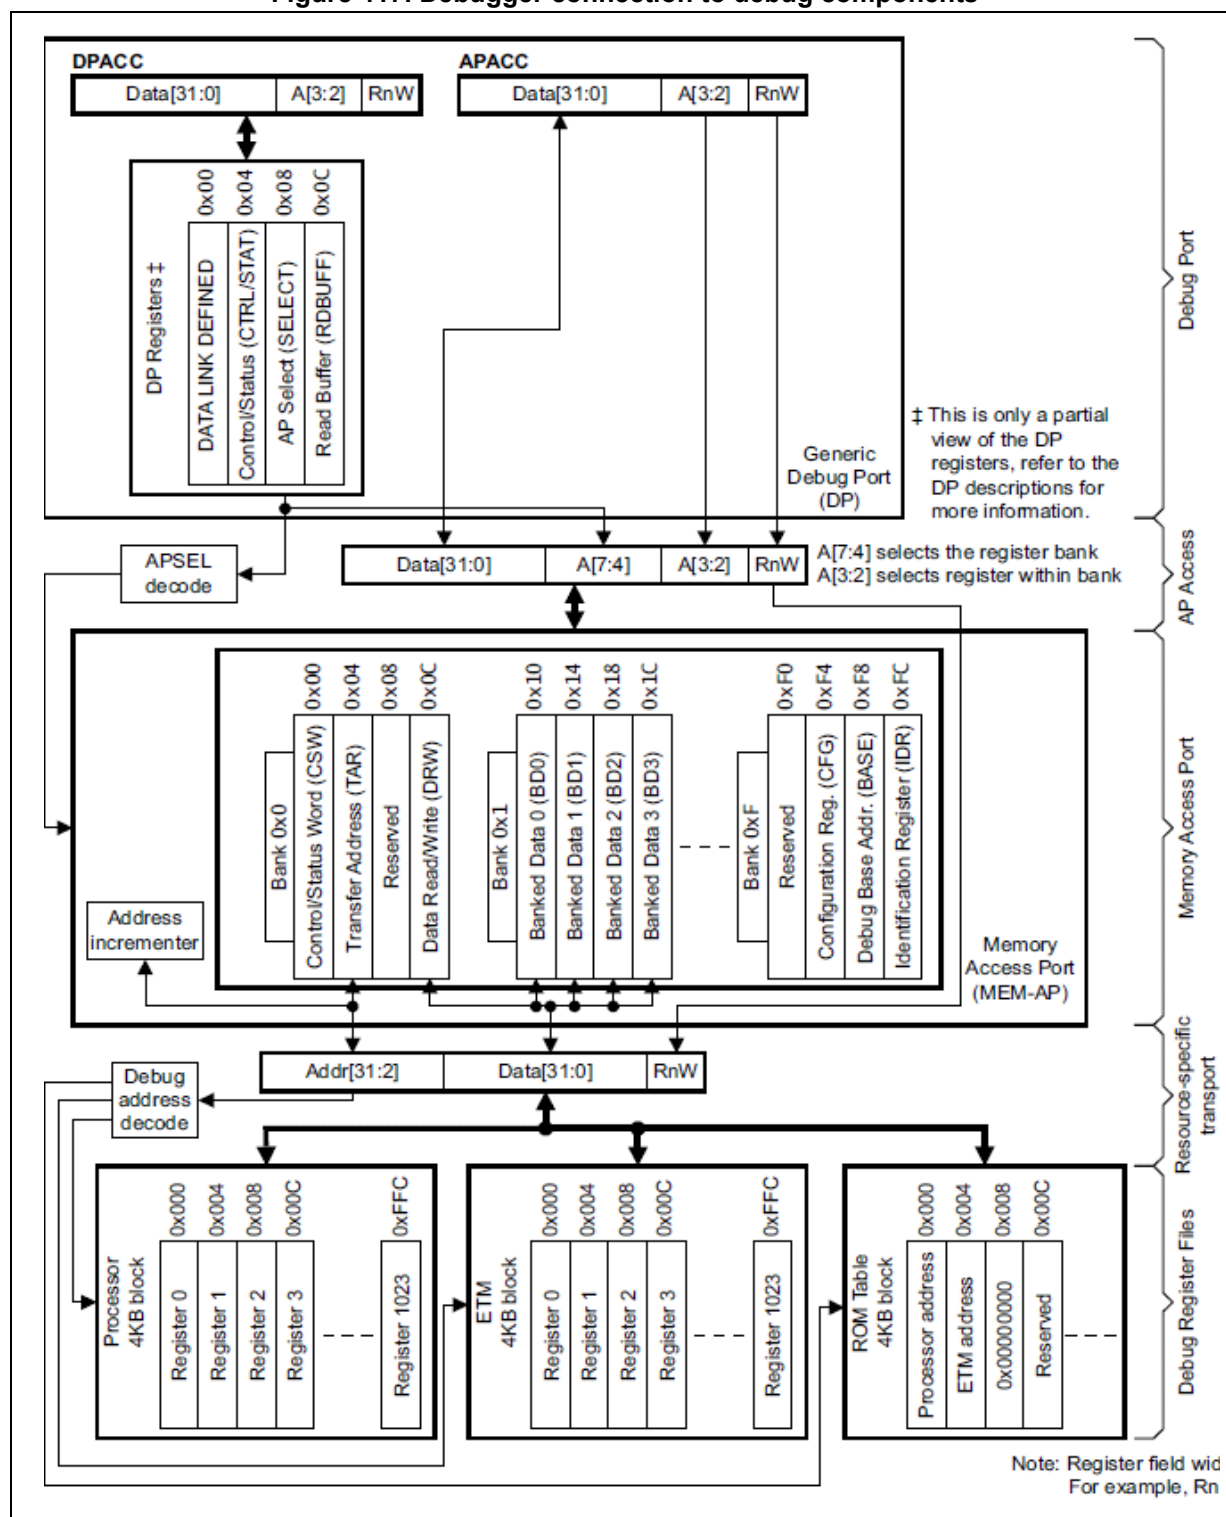 DPACC
APACC
Data[31:0] A[3:2] RnW
Data[31:0] A[3:2] RnW
DP Registers ‡
0x00
0x04
0x08
0x0C
DATA LINK DEFINED
Control/Status (CTRL/STAT)
AP Select (SELECT)
Read Buffer (RDBUFF)
Generic
Debug Port
(DP)
‡ This is only a partial
view of the DP
registers, refer to the
DP descriptions for
more information.
Debug Port
APSEL
decode
Data[31:0] A[7:4] A[3:2] RnW
A[7:4] selects the register bank
A[3:2] selects register within bank
AP Access
Bank 0x0
0x00
0x04
0x08
0x0C
Control/Status Word (CSW)
Transfer Address (TAR)
Reserved
Data Read/Write (DRW)
Bank 0x1
0x10
0x14
0x18
0x1C
Banked Data 0 (BD0)
Banked Data 1 (BD1)
Banked Data 2 (BD2)
Banked Data 3 (BD3)
Bank 0xF
0xF0
0xF4
0xF8
0xFC
Reserved
Configuration Reg. (CFG)
Debug Base Addr. (BASE)
Identification Register (IDR)
Address
incrementer
Memory
Access Port
(MEM-AP)
Memory Access Port
Debug
address
decode
Addr[31:2] Data[31:0] RnW
Resource-specific
transport
Processor
4KB block
0x000
0x004
0x008
0x00C
0xFFC
Register 0
Register 1
Register 2
Register 3
Register 1023
ETM
4KB block
0x000
0x004
0x008
0x00C
0xFFC
Register 0
Register 1
Register 2
Register 3
Register 1023
ROM Table
4KB block
0x000
0x004
0x008
0x00C
Processor address
ETM address
0x00000000
Reserved
Debug Register Files
Note: Register field wid
For example, Rn